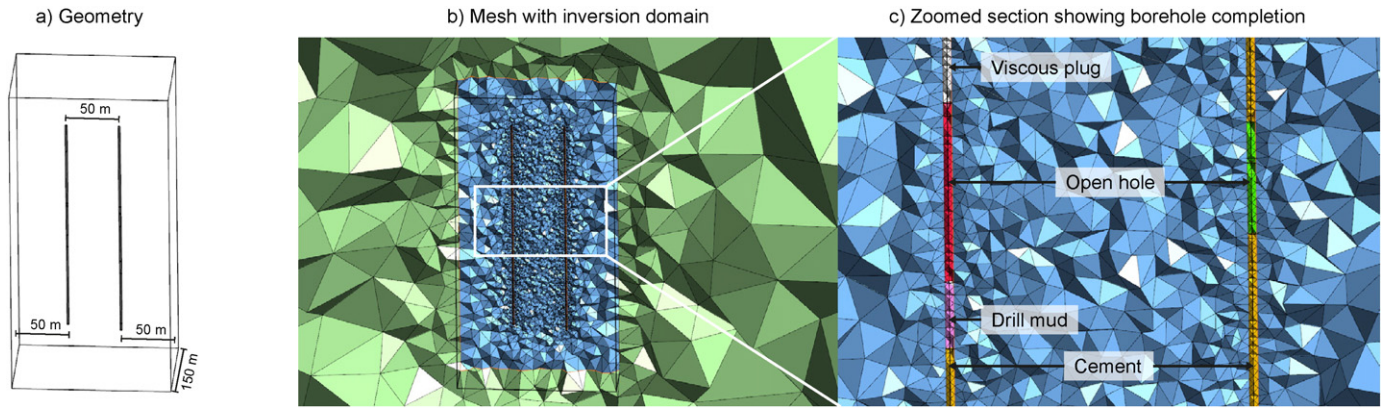 a) Geometry
b) Mesh with inversion domain
c) Zoomed section showing borehole completion
50 m
50 m
50 m
150 m
Viscous plug
Open hole
Drill mud
Cement